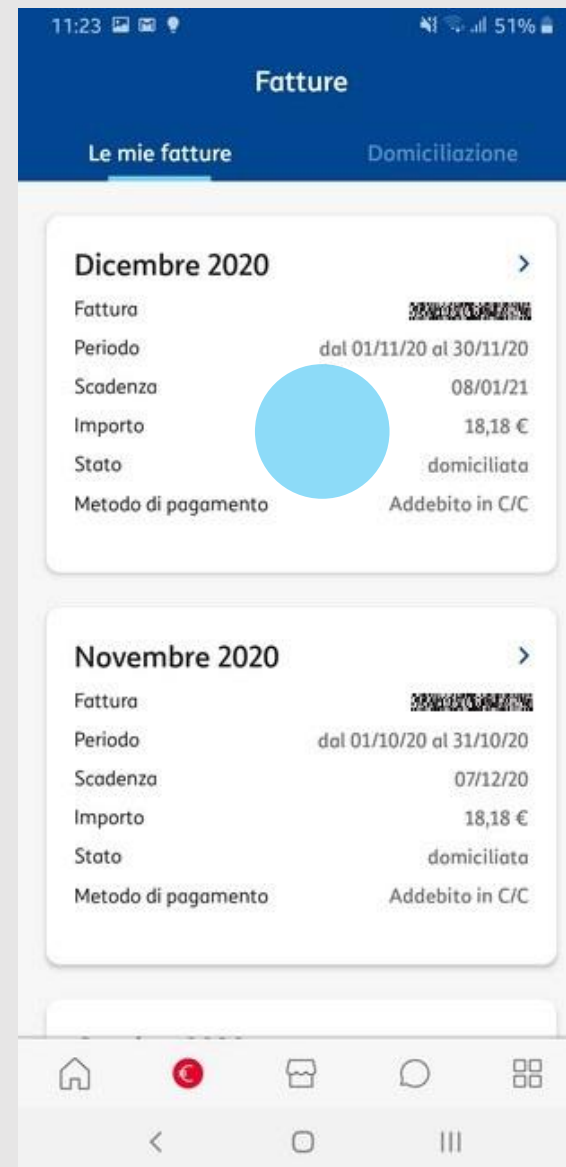 11:23 51%
Fatture
Le mie fatture Domiciliazione
Dicembre 2020
Fattura
Periodo dal 01/11/20 al 30/11/20
Scadenza 08/01/21
Importo 18,18 €
Stato domiciliata
Metodo di pagamento Addebito in C/C
Novembre 2020
Fattura
Periodo dal 01/10/20 al 31/10/20
Scadenza 07/12/20
Importo 18,18 €
Stato domiciliata
Metodo di pagamento Addebito in C/C